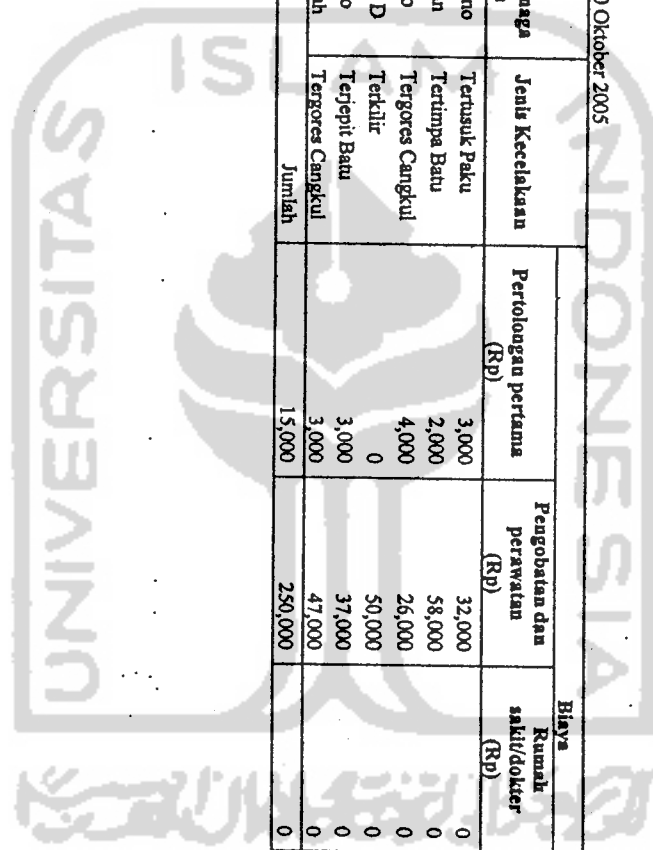 Oktober 2005
Biaya
Jenis Kecelakaan Pertolongan pertama (Rp) Pengobatan dan perawatan (Rp) Rumah sakit/dokter (Rp)
Tertusuk Paku 3,000 32,000 0
Tertimpa Batu 2,000 58,000 0
Tergores Cangkul 4,000 26,000 0
D Terkilir 0 50,000 0
Terjepit Batu 3,000 37,000 0
Tergores Cangkul 3,000 47,000 0
Jumlah 15,000 250,000 0
UNIVERSITAS
ISLAM
INDONESIA